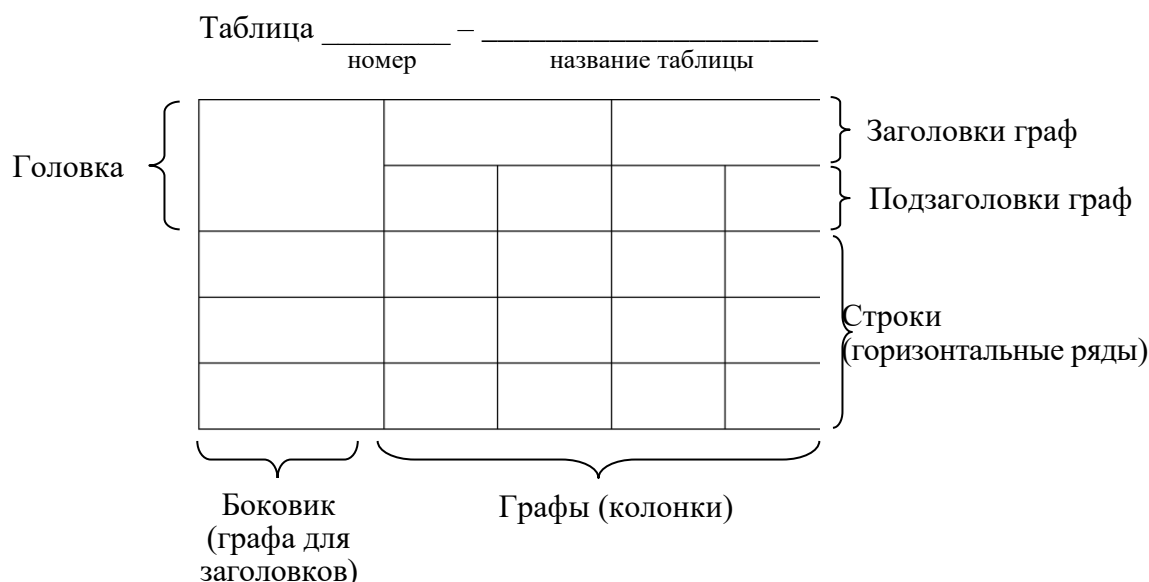 Таблица ________ – _____________________
номер название таблицы
Заголовки граф
Головка
Подзаголовки граф
Строки
(горизонтальные ряды)
Боковик
(графа для
заголовков)
Графы (колонки)